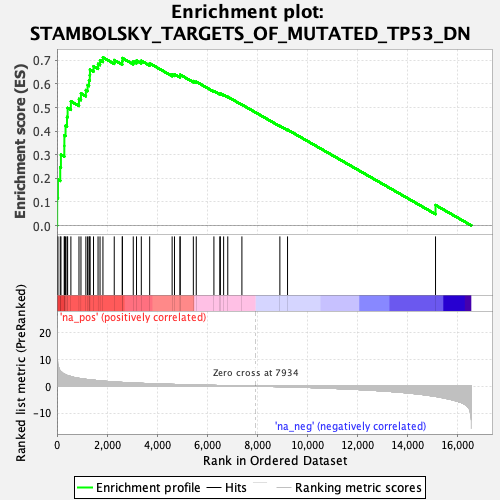 Enrichment plot:
STAMBOLSKY_TARGETS_OF_MUTATED_TP53_DN
Enrichment score (ES)
0.7
0.6
0.5
0.4
0.3
0.2
0.1
0.0
'na_pos' (positively correlated)
Ranked list metric (PreRanked)
20
10
0
-10
Zero cross at 7934
'na_neg' (negatively correlated)
0 2,000 4,000 6,000 8,000 10,000 12,000 14,000 16,000
Rank in Ordered Dataset
Enrichment profile Hits Ranking metric scores